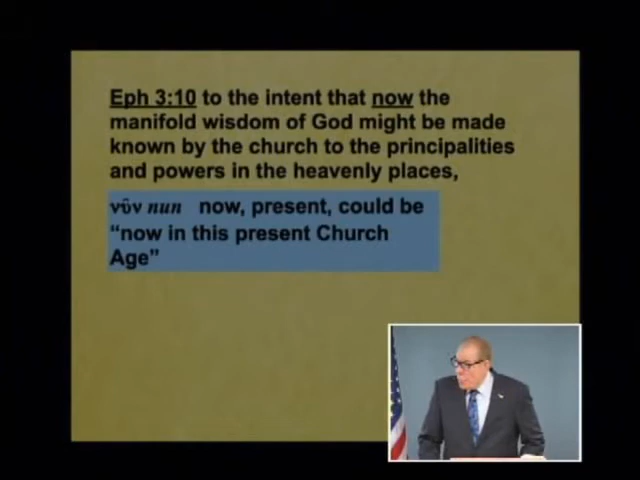 Eph 3:10 to the intent that now the
manifold wisdom of God might be made
known by the church to the principalities
and powers in the heavenly places,
νῦν nun now, present, could be
“now in this present Church
Age”